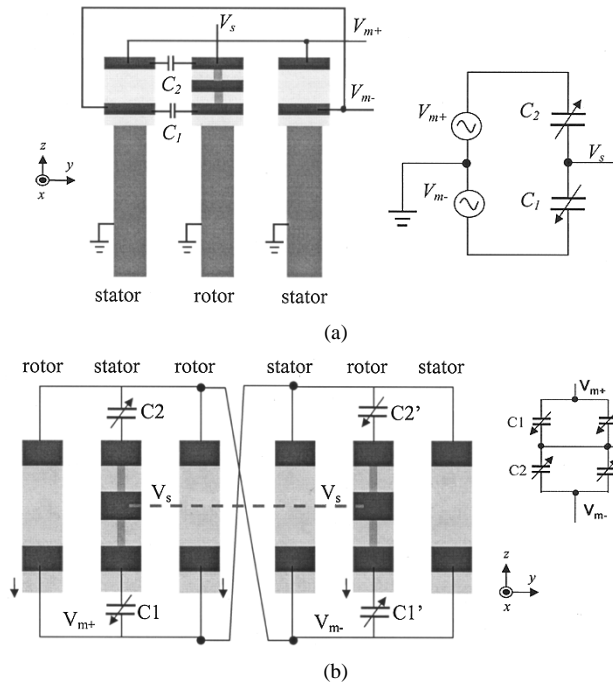 V_s
V_m+
C_2
V_m-
C_1
z
y
x
stator rotor stator
V_m+
C_2
V_s
V_m-
C_1
(a)
rotor stator rotor stator rotor stator
C2 C2'
V_s V_s
V_m+ C1 V_m- C1'
V_m+
C1
C2
V_m-
z
y
x
(b)